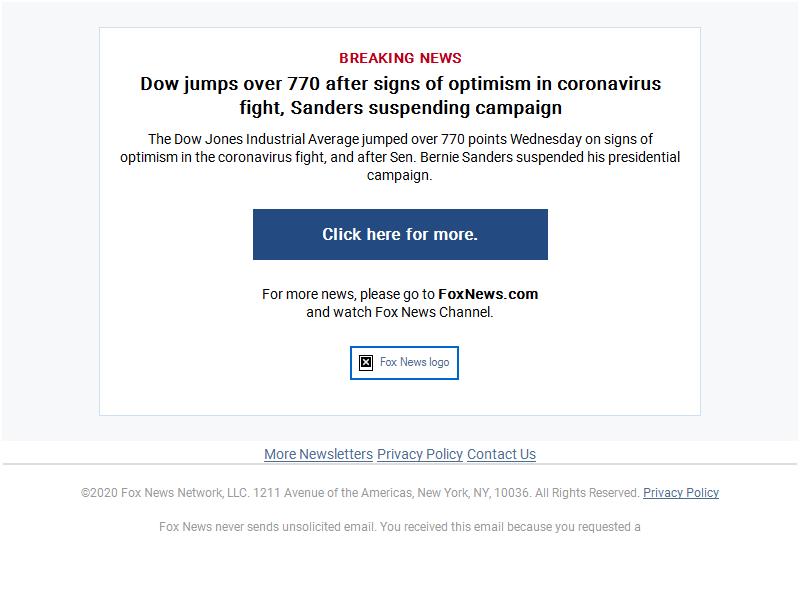 BREAKING NEWS
Dow jumps over 770 after signs of optimism in coronavirus
fight, Sanders suspending campaign
The Dow Jones Industrial Average jumped over 770 points Wednesday on signs of
optimism in the coronavirus fight, and after Sen. Bernie Sanders suspended his presidential
campaign.
Click here for more.
For more news, please go to FoxNews.com
and watch Fox News Channel.
Fox News logo
More Newsletters Privacy Policy Contact Us
©2020 Fox News Network, LLC. 1211 Avenue of the Americas, New York, NY, 10036. All Rights Reserved. Privacy Policy
Fox News never sends unsolicited email. You received this email because you requested a